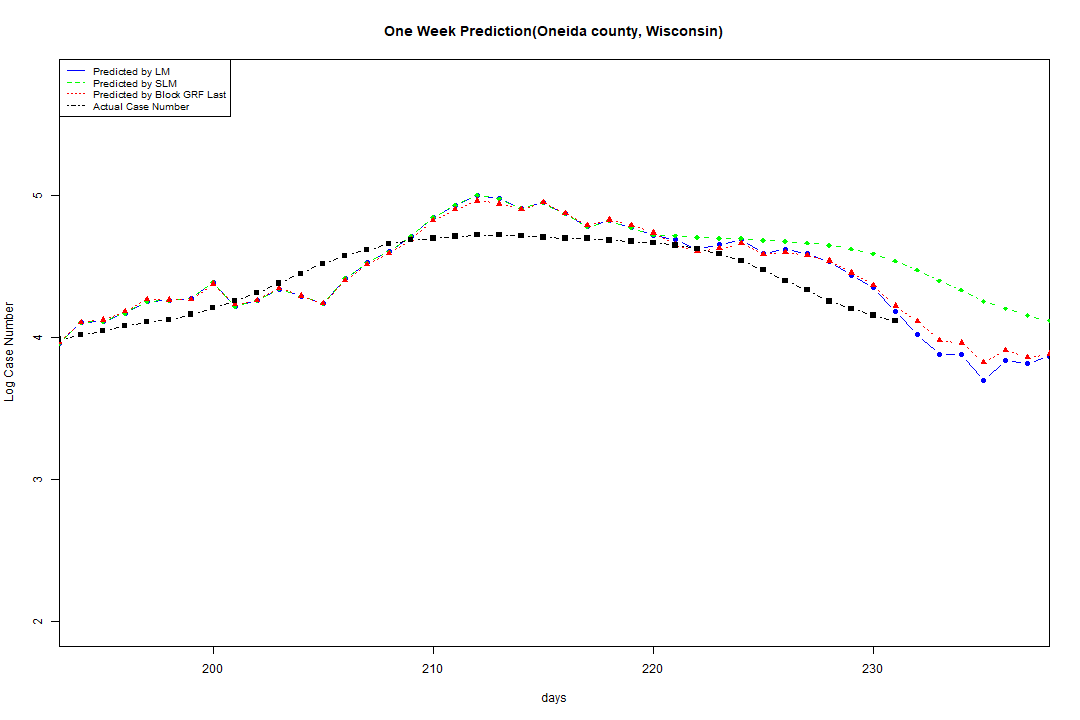 One Week Prediction(Oneida county, Wisconsin)
Predicted by LM
Predicted by SLM
Predicted by Block GRF Last
Actual Case Number
5
4
3
2
Log Case Number
200 210 220 230
days